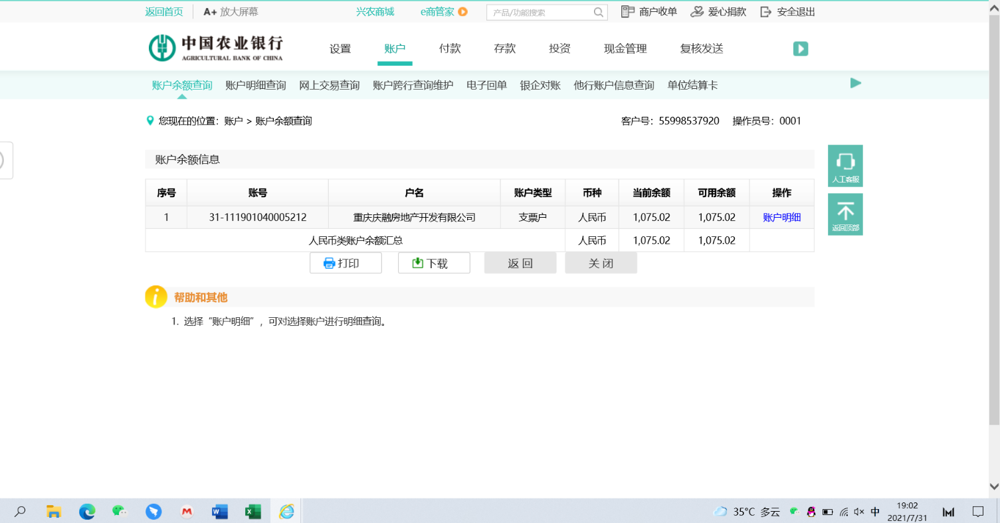 返回首页 A+ 放大屏幕 兴农商城 e商管家 产品/功能搜索 商户收单 爱心捐款 安全退出
中国农业银行
AGRICULTURAL BANK OF CHINA
设置 账户 付款 存款 投资 现金管理 复核发送
账户余额查询 账户明细查询 网上交易查询 账户跨行查询维护 电子回单 银企对账 他行账户信息查询 单位结算卡
您现在的位置：账户 > 账户余额查询 客户号：55998537920 操作员号：0001
账户余额信息
人工客服
序号 账号 户名 账户类型 币种 当前余额 可用余额 操作
1 31-111901040005212 重庆庆融房地产开发有限公司 支票户 人民币 1,075.02 1,075.02 账户明细
返回顶部
人民币类账户余额汇总 人民币 1,075.02 1,075.02
打印 下载 返 回 关 闭
帮助和其他
1. 选择“账户明细”，可对选择账户进行明细查询。
35°C 多云 中 19:02
2021/7/31